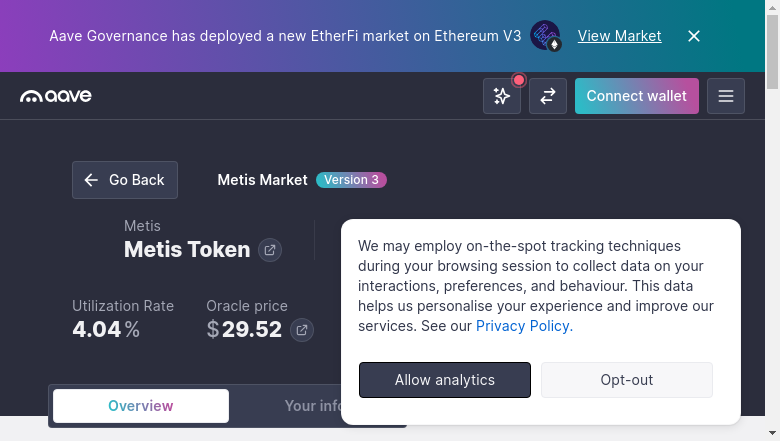 Aave Governance has deployed a new EtherFi market on Ethereum V3 View Market
aave
Connect wallet
Go Back
Metis Market Version 3
Metis
Metis Token
Utilization Rate
4.04 %
Oracle price
$ 29.52
We may employ on-the-spot tracking techniques
during your browsing session to collect data on your
interactions, preferences, and behaviour. This data
helps us personalise your experience and improve our
services. See our Privacy Policy.
Allow analytics Opt-out
Overview Your info